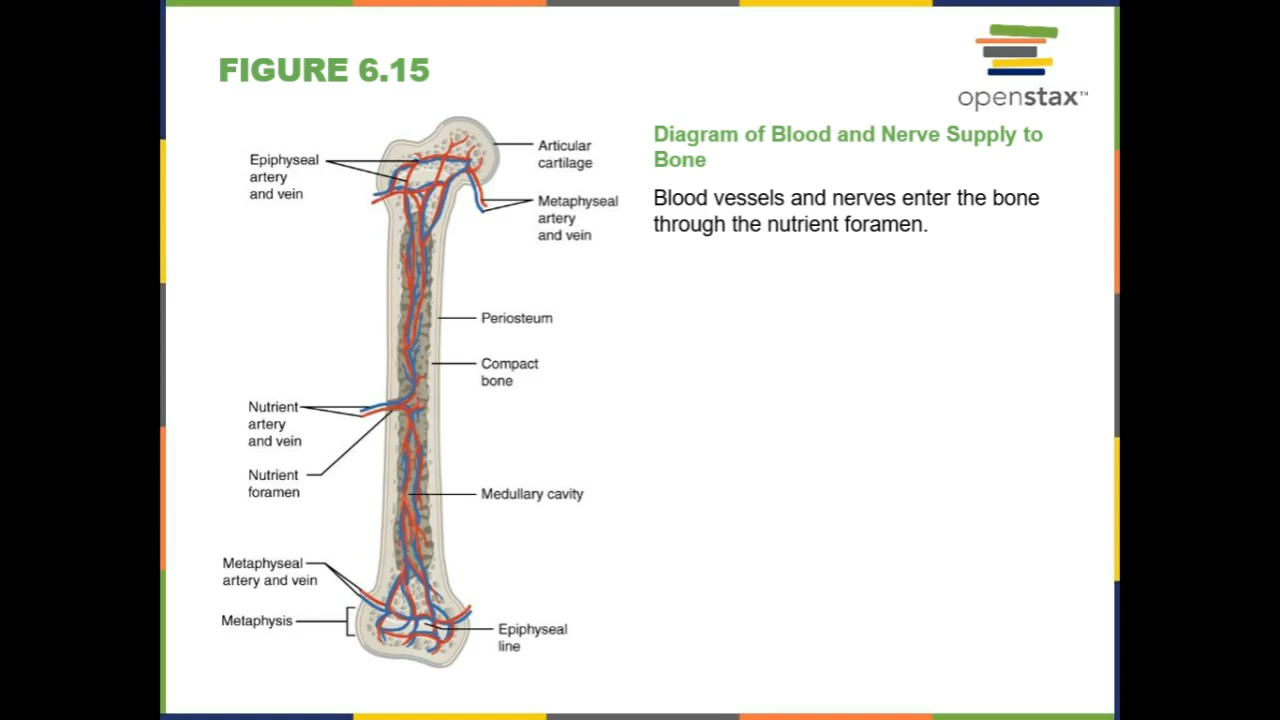 FIGURE 6.15
openstax™
Diagram of Blood and Nerve Supply to
Bone
Blood vessels and nerves enter the bone
through the nutrient foramen.
Epiphyseal
artery
and vein
Articular
cartilage
Metaphyseal
artery
and vein
Periosteum
Compact
bone
Nutrient
artery
and vein
Nutrient
foramen
Medullary cavity
Metaphyseal
artery and vein
Metaphysis
Epiphyseal
line